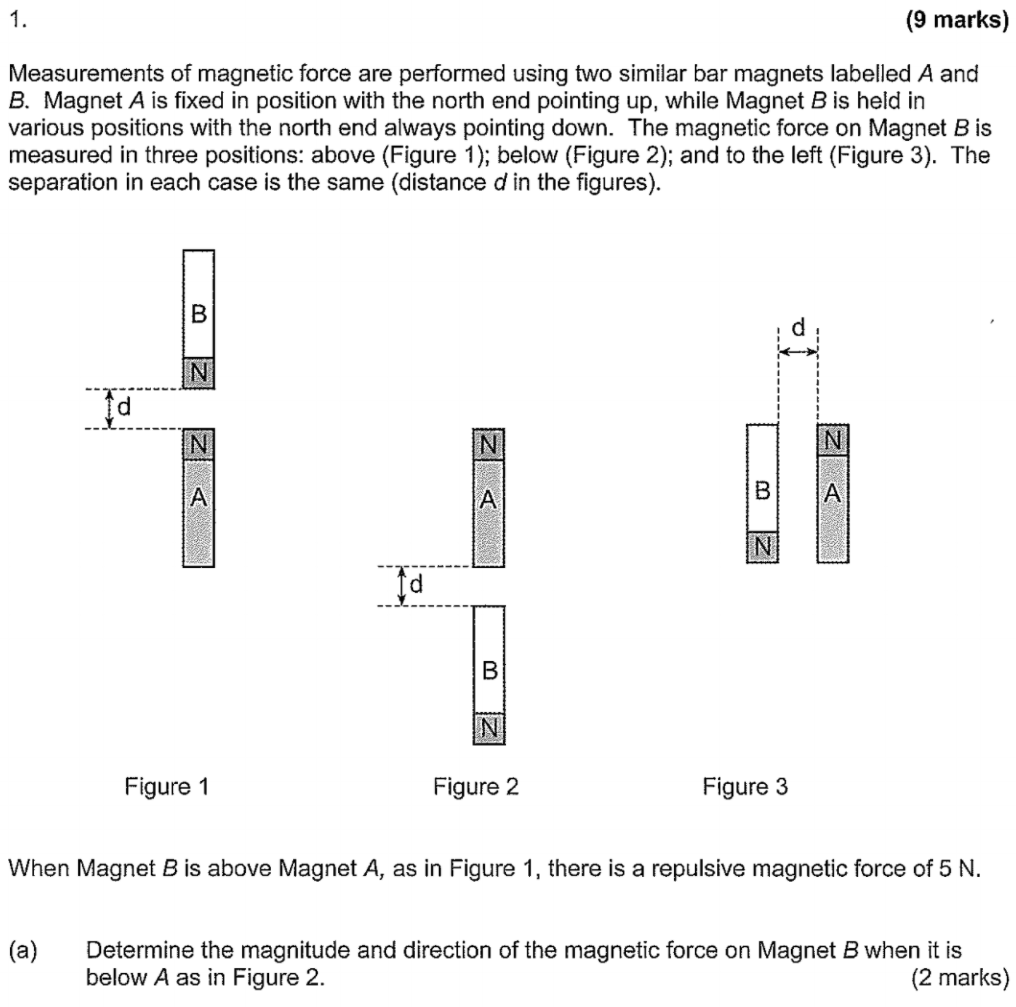 1. (9 marks)
Measurements of magnetic force are performed using two similar bar magnets labelled A and
B. Magnet A is fixed in position with the north end pointing up, while Magnet B is held in
various positions with the north end always pointing down. The magnetic force on Magnet B is
measured in three positions: above (Figure 1); below (Figure 2); and to the left (Figure 3). The
separation in each case is the same (distance d in the figures).
B
N
d
N
A
N
A
d
B
N
d
B
N
N
A
Figure 1
Figure 2
Figure 3
When Magnet B is above Magnet A, as in Figure 1, there is a repulsive magnetic force of 5 N.
(a) Determine the magnitude and direction of the magnetic force on Magnet B when it is
below A as in Figure 2. (2 marks)